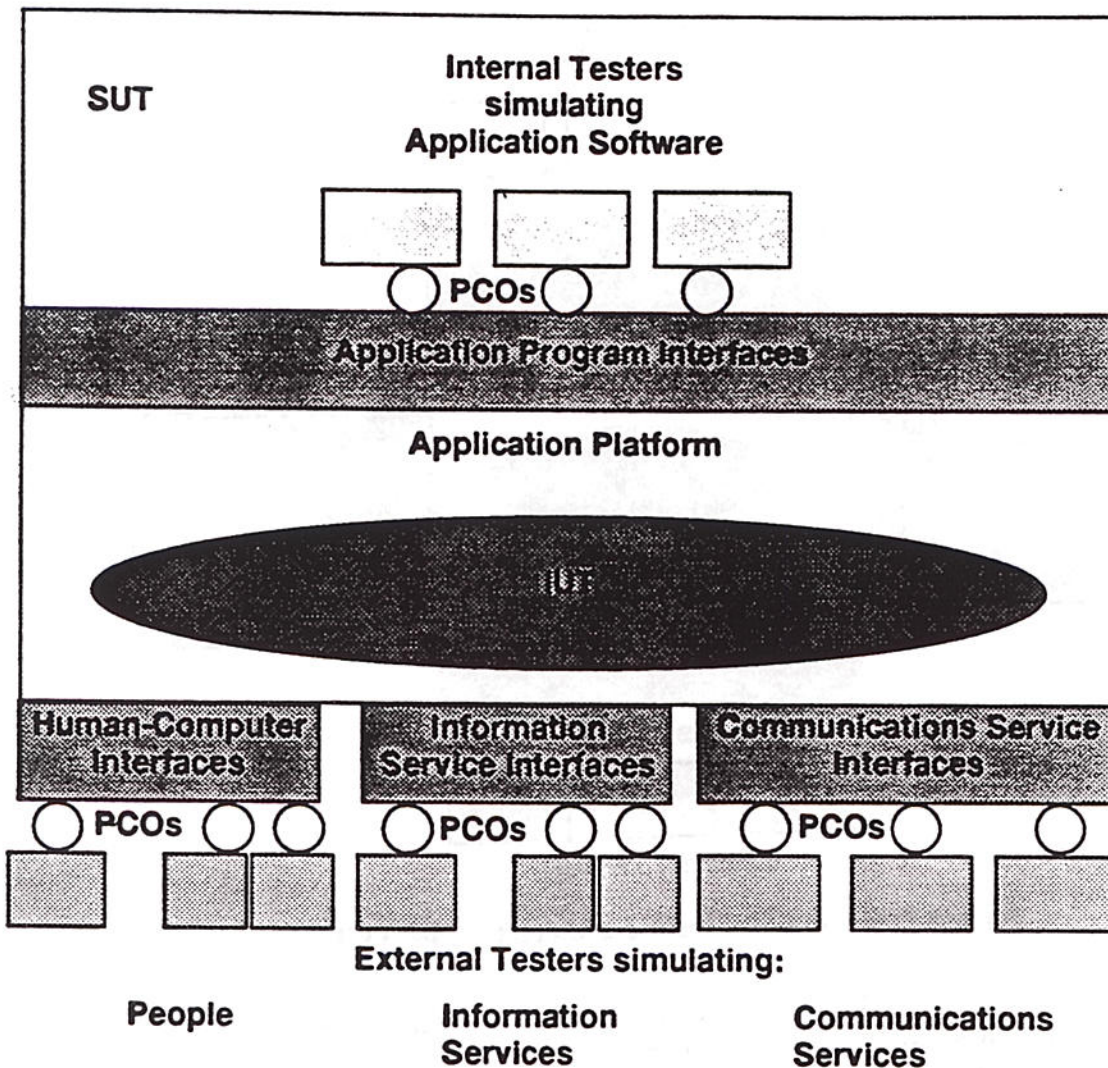 SUT
Internal Testers
simulating
Application Software
PCOs
Application Program Interfaces
Application Platform
IUT
Human-Computer
Interfaces
Information
Service Interfaces
Communications Service
Interfaces
PCOs
PCOs
PCOs
External Testers simulating:
People
Information
Services
Communications
Services